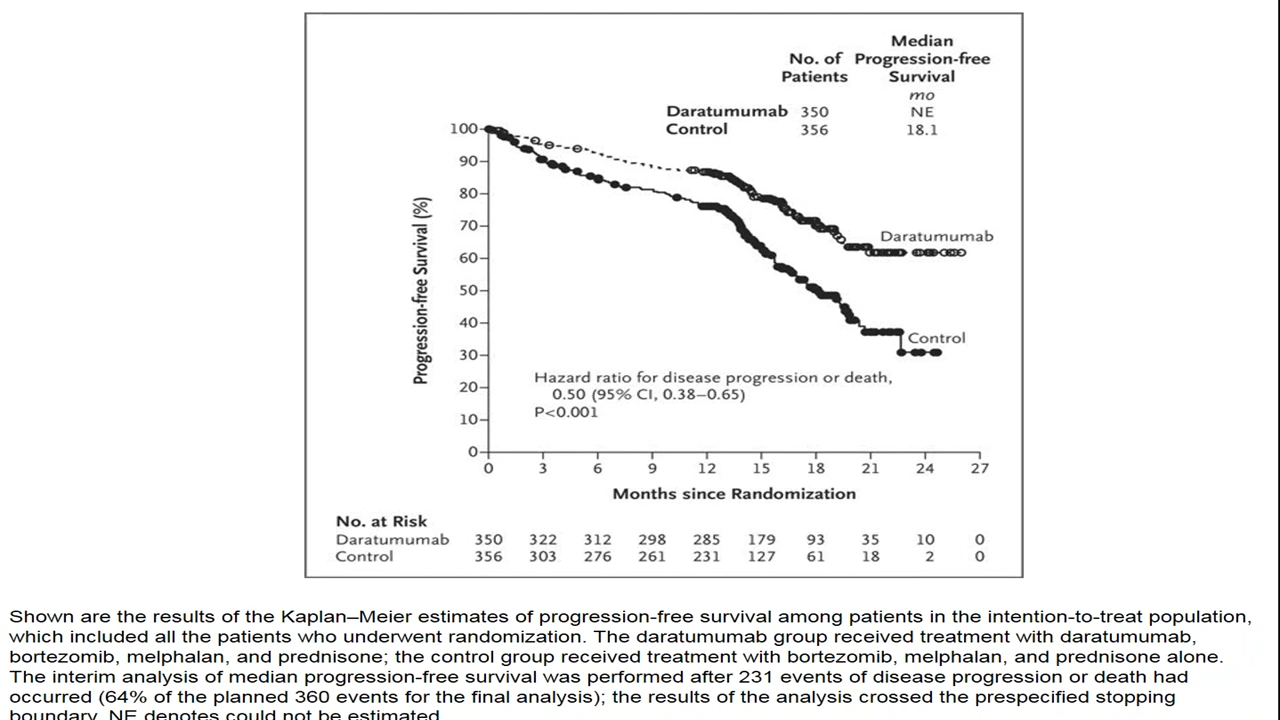 Median
No. of Progression-free
Patients Survival
mo
Daratumumab 350 NE
Control 356 18.1
100
90
80
70
60
50
40
30
20
10
0
Progression-free Survival (%)
Daratumumab
Control
Hazard ratio for disease progression or death,
0.50 (95% CI, 0.38–0.65)
P<0.001
0 3 6 9 12 15 18 21 24 27
Months since Randomization
No. at Risk
Daratumumab 350 322 312 298 285 179 93 35 10 0
Control 356 303 276 261 231 127 61 18 2 0
Shown are the results of the Kaplan–Meier estimates of progression-free survival among patients in the intention-to-treat population,
which included all the patients who underwent randomization. The daratumumab group received treatment with daratumumab,
bortezomib, melphalan, and prednisone; the control group received treatment with bortezomib, melphalan, and prednisone alone.
The interim analysis of median progression-free survival was performed after 231 events of disease progression or death had
occurred (64% of the planned 360 events for the final analysis); the results of the analysis crossed the prespecified stopping
boundary. NE denotes could not be estimated